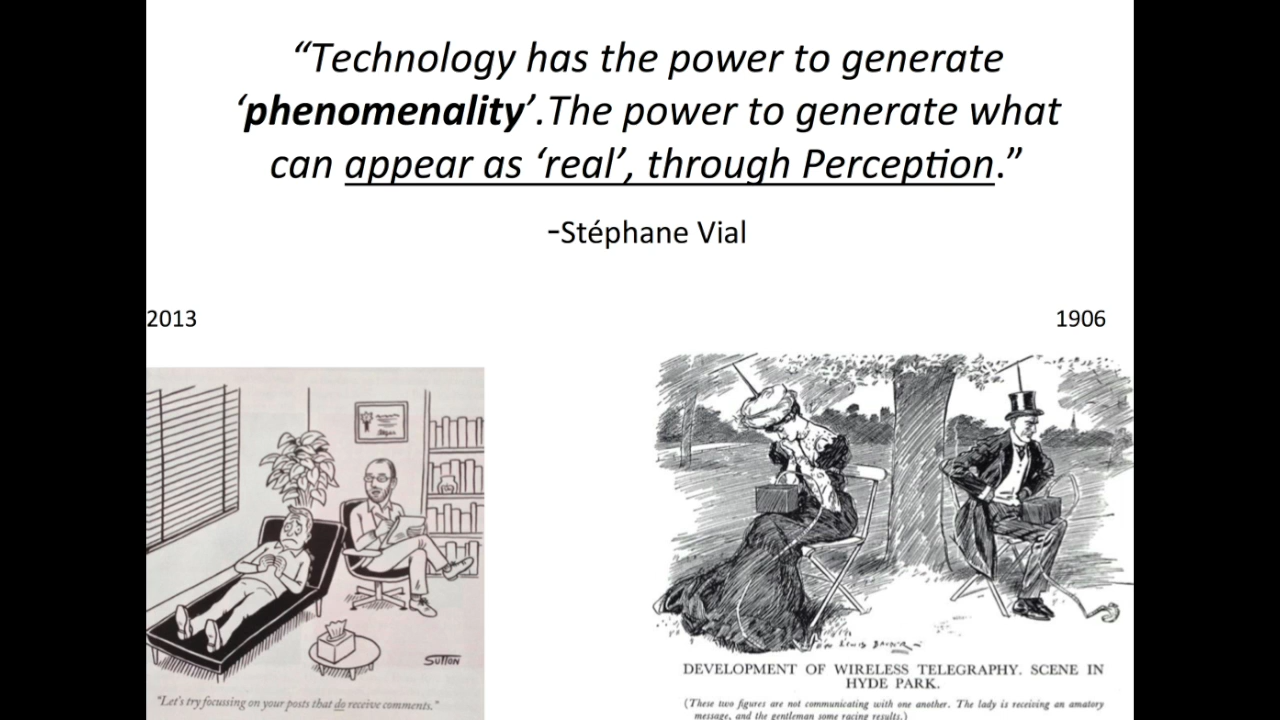 “Technology has the power to generate
‘phenomenality’.The power to generate what
can appear as ‘real’, through Perception.”
-Stéphane Vial
2013
1906
SUTTON
"Let's try focussing on your posts that do receive comments."
DEVELOPMENT OF WIRELESS TELEGRAPHY. SCENE IN
HYDE PARK.
(These two figures are not communicating with one another. The lady is receiving an amatory
message, and the gentleman some racing results.)